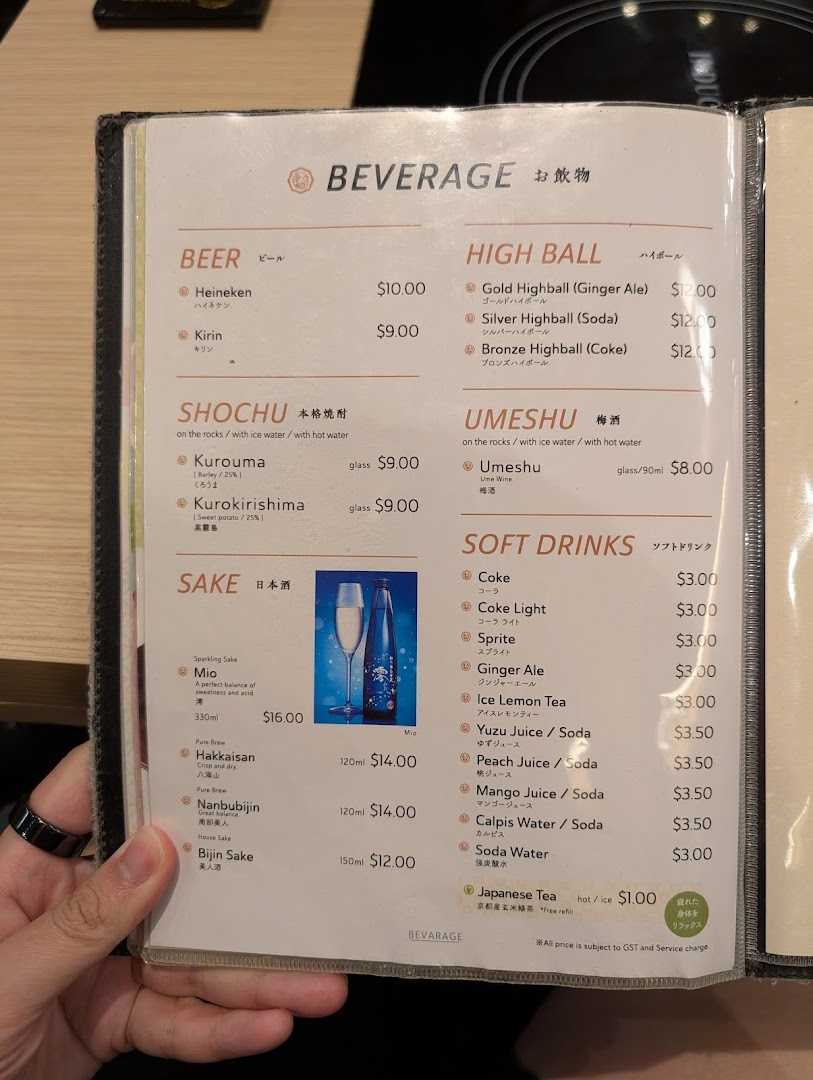 BEVERAGE お飲物
BEER ビール
Heineken $10.00
ハイネケン
Kirin $9.00
キリン
SHOCHU 本格焼酎
on the rocks / with ice water / with hot water
Kurouma glass $9.00
[ Barley / 25% ]
くろうま
Kurokirishima glass $9.00
[ Sweet potato / 25% ]
黒霧島
SAKE 日本酒
Sparkling Sake
Mio
A perfect balance of
sweetness and acid
澪
330ml $16.00
澪
Mio
Pure Brew
Hakkaisan 120ml $14.00
Crisp and dry
八海山
Pure Brew
Nanbubijin 120ml $14.00
Great balance
南部美人
House Sake
Bijin Sake 150ml $12.00
美人酒
HIGH BALL ハイボール
Gold Highball (Ginger Ale) $12.00
ゴールドハイボール
Silver Highball (Soda) $12.00
シルバーハイボール
Bronze Highball (Coke) $12.00
ブロンズハイボール
UMESHU 梅酒
on the rocks / with ice water / with hot water
Umeshu glass/90ml $8.00
Ume Wine
梅酒
SOFT DRINKS ソフトドリンク
Coke $3.00
コーラ
Coke Light $3.00
コーラ ライト
Sprite $3.00
スプライト
Ginger Ale $3.00
ジンジャーエール
Ice Lemon Tea $3.00
アイスレモンティー
Yuzu Juice / Soda $3.50
ゆずジュース
Peach Juice / Soda $3.50
桃ジュース
Mango Juice / Soda $3.50
マンゴージュース
Calpis Water / Soda $3.50
カルピス
Soda Water $3.00
強炭酸水
Japanese Tea hot / ice $1.00
京都産玄米緑茶 *Free refill
疲れた
身体を
リラックス
BEVARAGE
※All price is subject to GST and Service charge